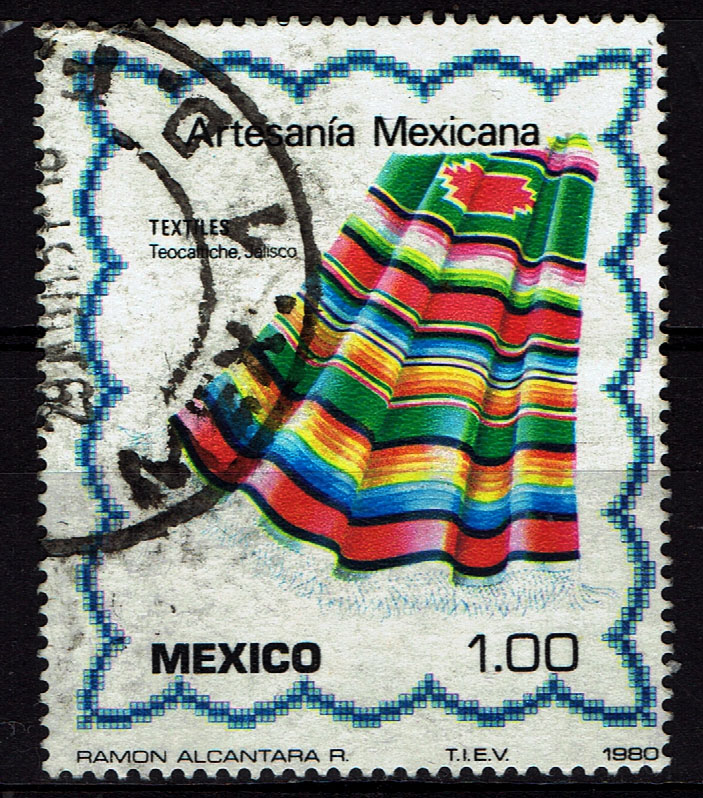 Artesanía Mexicana
TEXTILES
Teocaltiche, Jalisco
MEXICO 1.00
RAMON ALCANTARA R. T.I.E.V. 1980